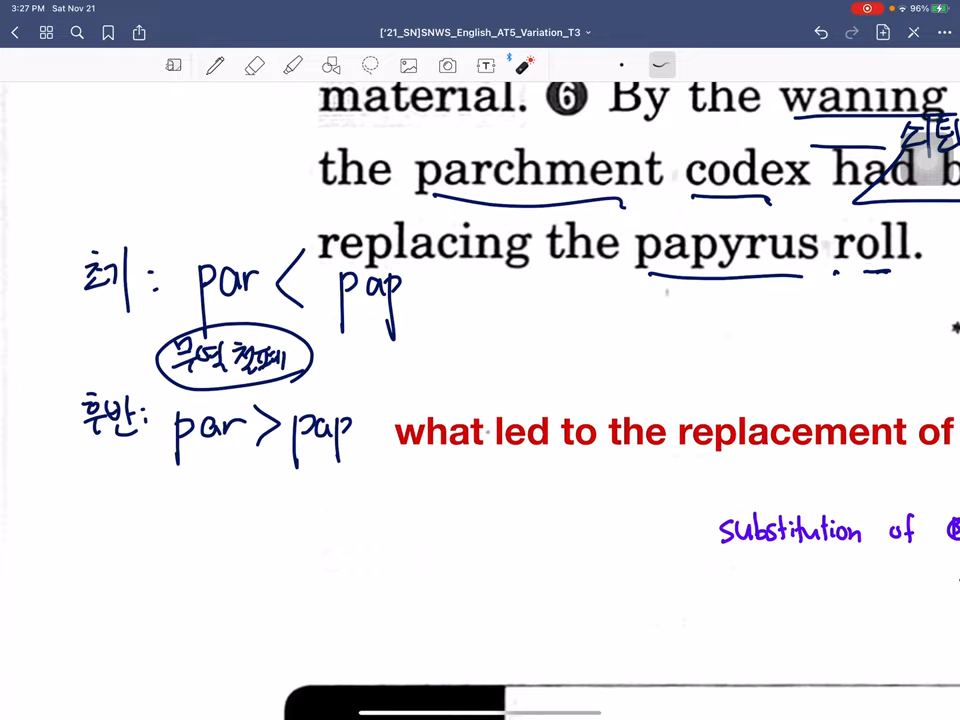 3:27 PM Sat Nov 21
96%
['21_SN]SNWS_English_AT5_Variation_T3
material. ❻ By the waning
the parchment codex had b
replacing the papyrus roll.
초기 : par < pap
무역 철폐
후반: par > pap
what led to the replacement of
substitution of